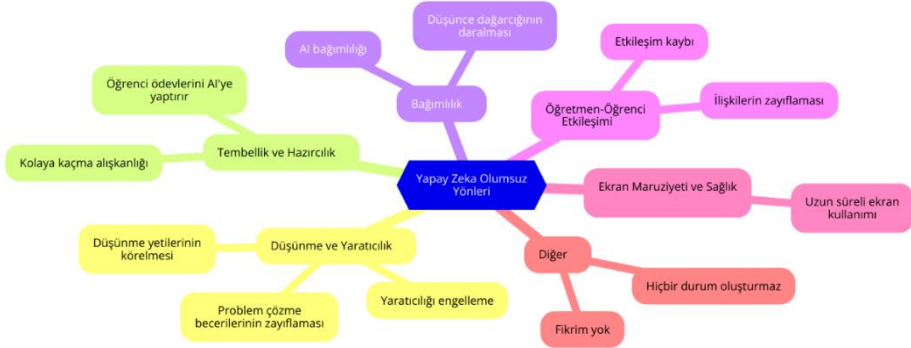 Yapay Zeka Olumsuz
Yönleri
Bağımlılık
AI bağımlılığı
Düşünce dağarcığının
daralması
Öğretmen-Öğrenci
Etkileşimi
Etkileşim kaybı
İlişkilerin zayıflaması
Ekran Maruziyeti ve Sağlık
Uzun süreli ekran
kullanımı
Diğer
Hiçbir durum oluşturmaz
Fikrim yok
Düşünme ve Yaratıcılık
Yaratıcılığı engelleme
Problem çözme
becerilerinin zayıflaması
Düşünme yetilerinin
körelmesi
Tembellik ve Hazırcılık
Kolaya kaçma alışkanlığı
Öğrenci ödevlerini AI'ye
yaptırır